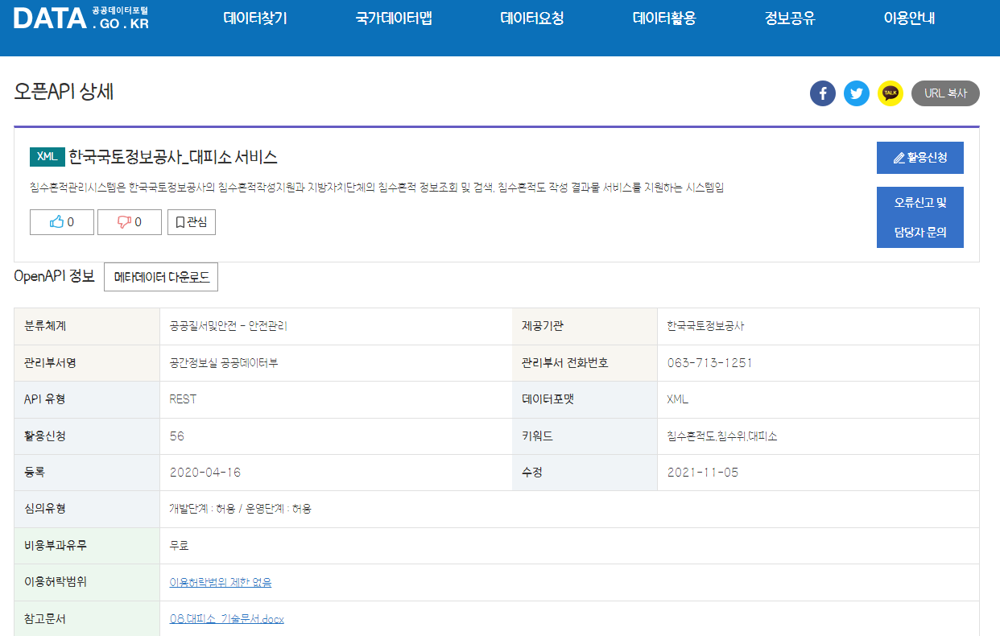 DATA 공공데이터포털 .GO.KR
데이터찾기 국가데이터맵 데이터요청 데이터활용 정보공유 이용안내
오픈API 상세
f TALK URL 복사
XML 한국국토정보공사_대피소 서비스
활용신청
침수흔적관리시스템은 한국국토정보공사의 침수흔적작성지원과 지방자치단체의 침수흔적 정보조회 및 검색, 침수흔적도 작성 결과물 서비스를 지원하는 시스템임
오류신고 및
담당자 문의
0 0 관심
OpenAPI 정보 메타데이터 다운로드
분류체계 공공질서및안전 - 안전관리 제공기관 한국국토정보공사
관리부서명 공간정보실 공공데이터부 관리부서 전화번호 063-713-1251
API 유형 REST 데이터포맷 XML
활용신청 56 키워드 침수흔적도,침수위,대피소
등록 2020-04-16 수정 2021-11-05
심의유형 개발단계 : 허용 / 운영단계 : 허용
비용부과유무 무료
이용허락범위 이용허락범위 제한 없음
참고문서 08.대피소_기술문서.docx